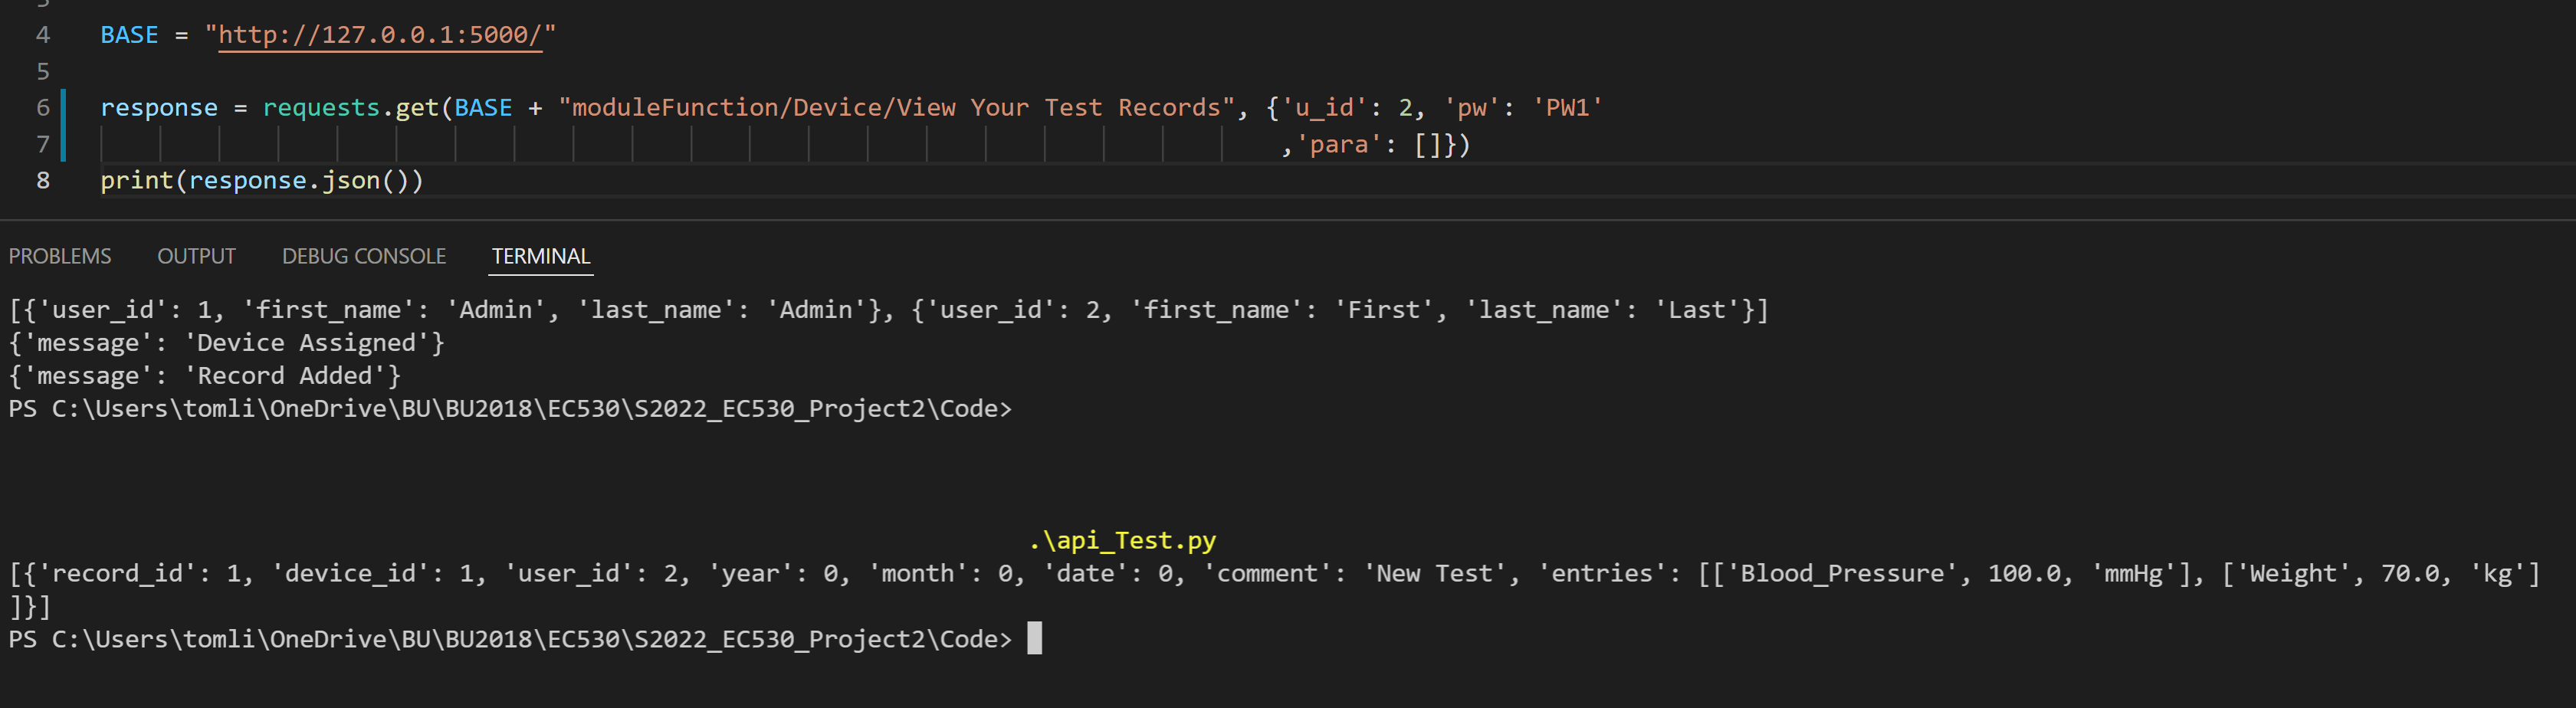 4 BASE = "http://127.0.0.1:5000/"
5
6 response = requests.get(BASE + "moduleFunction/Device/View Your Test Records", {'u_id': 2, 'pw': 'PW1'
7 ,'para': []})
8 print(response.json())
PROBLEMS OUTPUT DEBUG CONSOLE TERMINAL
[{'user_id': 1, 'first_name': 'Admin', 'last_name': 'Admin'}, {'user_id': 2, 'first_name': 'First', 'last_name': 'Last'}]
{'message': 'Device Assigned'}
{'message': 'Record Added'}
PS C:\Users\tomli\OneDrive\BU\BU2018\EC530\S2022_EC530_Project2\Code>
.\api_Test.py
[{'record_id': 1, 'device_id': 1, 'user_id': 2, 'year': 0, 'month': 0, 'date': 0, 'comment': 'New Test', 'entries': [['Blood_Pressure', 100.0, 'mmHg'], ['Weight', 70.0, 'kg']
]}]
PS C:\Users\tomli\OneDrive\BU\BU2018\EC530\S2022_EC530_Project2\Code>